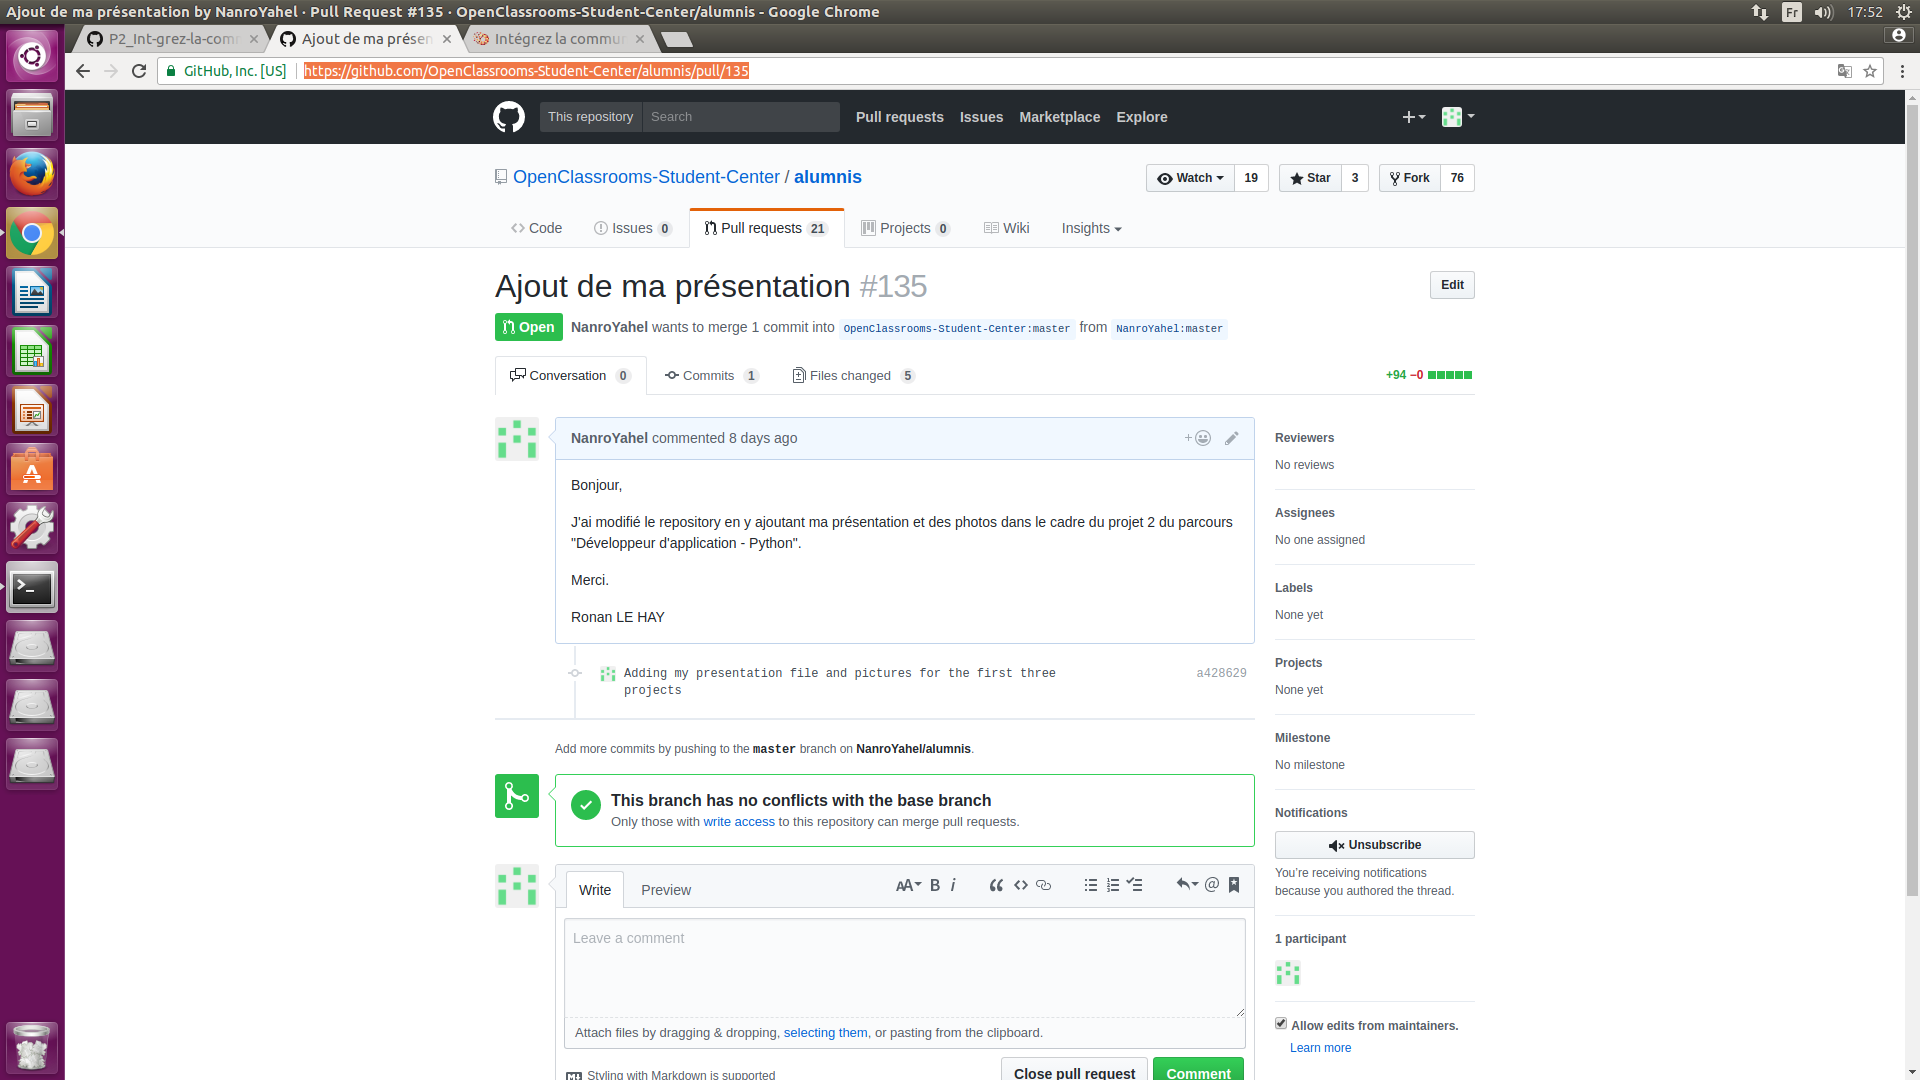 Ajout de ma présentation by NanroYahel · Pull Request #135 · OpenClassrooms-Student-Center/alumnis - Google Chrome
Fr
17:52
P2_Int-grez-la-com
Ajout de ma présen
Intégrez la commun
GitHub, Inc. [US]
https://github.com/OpenClassrooms-Student-Center/alumnis/pull/135
This repository
Search
Pull requests
Issues
Marketplace
Explore
OpenClassrooms-Student-Center / alumnis
Watch 19
Star 3
Fork 76
Code
Issues 0
Pull requests 21
Projects 0
Wiki
Insights
Ajout de ma présentation #135
Edit
Open
NanroYahel wants to merge 1 commit into OpenClassrooms-Student-Center:master from NanroYahel:master
Conversation 0
Commits 1
Files changed 5
+94 −0
NanroYahel commented 8 days ago
Bonjour,
J'ai modifié le repository en y ajoutant ma présentation et des photos dans le cadre du projet 2 du parcours
"Développeur d'application - Python".
Merci.
Ronan LE HAY
Adding my presentation file and pictures for the first three
projects
a428629
Add more commits by pushing to the master branch on NanroYahel/alumnis.
This branch has no conflicts with the base branch
Only those with write access to this repository can merge pull requests.
Write
Preview
AA B i
Leave a comment
Attach files by dragging & dropping, selecting them, or pasting from the clipboard.
Styling with Markdown is supported
Close pull request
Comment
Reviewers
No reviews
Assignees
No one assigned
Labels
None yet
Projects
None yet
Milestone
No milestone
Notifications
Unsubscribe
You're receiving notifications
because you authored the thread.
1 participant
Allow edits from maintainers.
Learn more